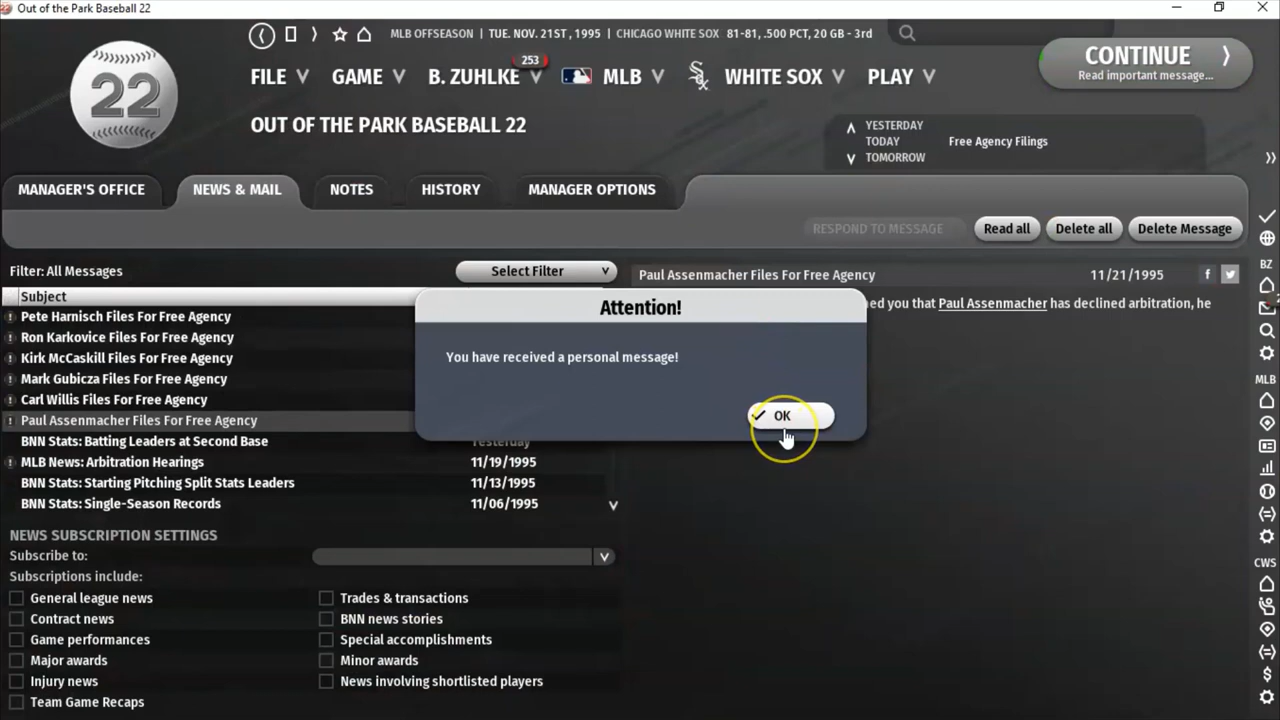 Out of the Park Baseball 22
MLB OFFSEASON | TUE. NOV. 21ST, 1995 | CHICAGO WHITE SOX 81-81, .500 PCT, 20 GB - 3rd
22
253
FILE GAME B. ZUHLKE MLB WHITE SOX PLAY
CONTINUE
Read important message...
OUT OF THE PARK BASEBALL 22
YESTERDAY
TODAY Free Agency Filings
TOMORROW
MANAGER'S OFFICE NEWS & MAIL NOTES HISTORY MANAGER OPTIONS
RESPOND TO MESSAGE Read all Delete all Delete Message
Filter: All Messages Select Filter
Subject
Pete Harnisch Files For Free Agency
Ron Karkovice Files For Free Agency
Kirk McCaskill Files For Free Agency
Mark Gubicza Files For Free Agency
Carl Willis Files For Free Agency
Paul Assenmacher Files For Free Agency
BNN Stats: Batting Leaders at Second Base Yesterday
MLB News: Arbitration Hearings 11/19/1995
BNN Stats: Starting Pitching Split Stats Leaders 11/13/1995
BNN Stats: Single-Season Records 11/06/1995
Paul Assenmacher Files For Free Agency 11/21/1995
you that Paul Assenmacher has declined arbitration, he
Attention!
You have received a personal message!
OK
NEWS SUBSCRIPTION SETTINGS
Subscribe to:
Subscriptions include:
General league news Trades & transactions
Contract news BNN news stories
Game performances Special accomplishments
Major awards Minor awards
Injury news News involving shortlisted players
Team Game Recaps
BZ
MLB
CWS